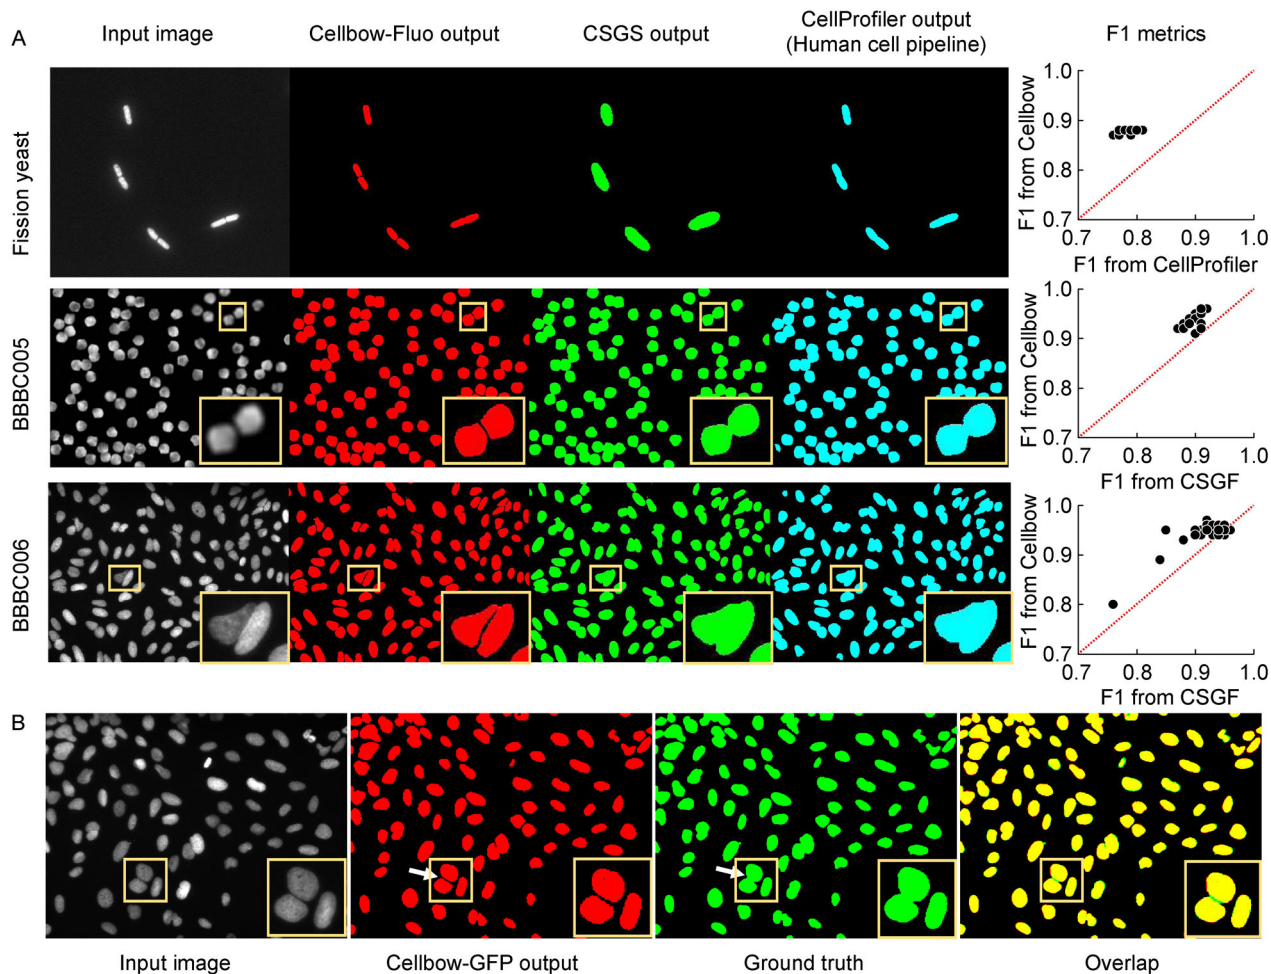 A
Input image
Cellbow-Fluo output
CSGS output
CellProfiler output
(Human cell pipeline)
F1 metrics
Fission yeast
F1 from Cellbow
1.0
0.9
0.8
0.7
0.7
0.8
0.9
1.0
F1 from CellProfiler
BBBC005
F1 from Cellbow
1.0
0.9
0.8
0.7
0.7
0.8
0.9
1.0
F1 from CSGF
BBBC006
F1 from Cellbow
1.0
0.9
0.8
0.7
0.7
0.8
0.9
1.0
F1 from CSGF
B
Input image
Cellbow-GFP output
Ground truth
Overlap